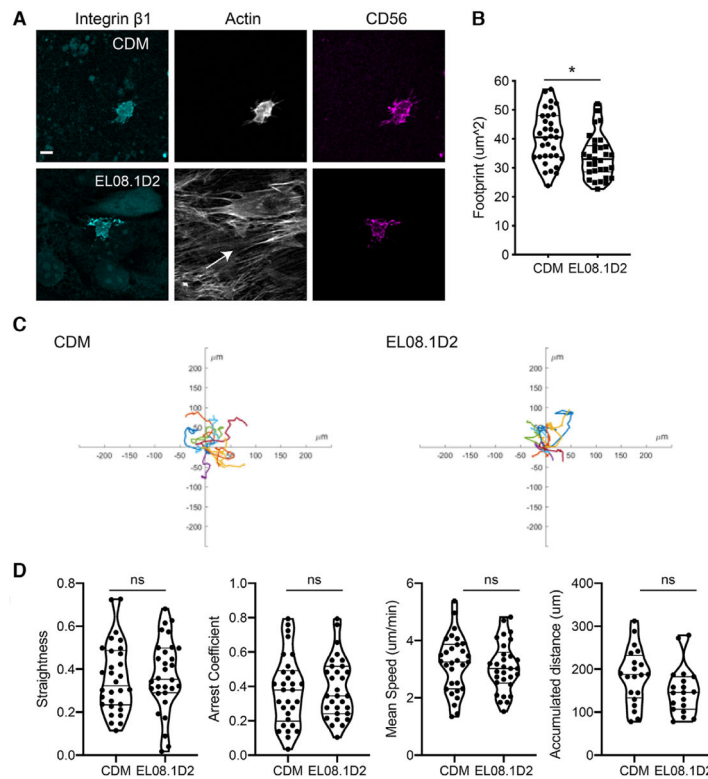 A
Integrin β1
Actin
CD56
CDM
EL08.1D2
B
*
Footprint (um^2)
60
50
40
30
20
10
0
CDM EL08.1D2
C
CDM
EL08.1D2
μm
200
150
100
50
μm
-200 -150 -100 -50 50 100 150 200
-50
-100
-150
-200
μm
200
150
100
50
μm
-200 -150 -100 -50 50 100 150 200
-50
-100
-150
-200
D
ns
Straightness
0.8
0.6
0.4
0.2
0.0
CDM EL08.1D2
ns
Arrest Coefficient
1.0
0.8
0.6
0.4
0.2
0.0
CDM EL08.1D2
ns
Mean Speed (um/min)
6
4
2
0
CDM EL08.1D2
ns
Accumulated distance (um)
400
300
200
100
0
CDM EL08.1D2